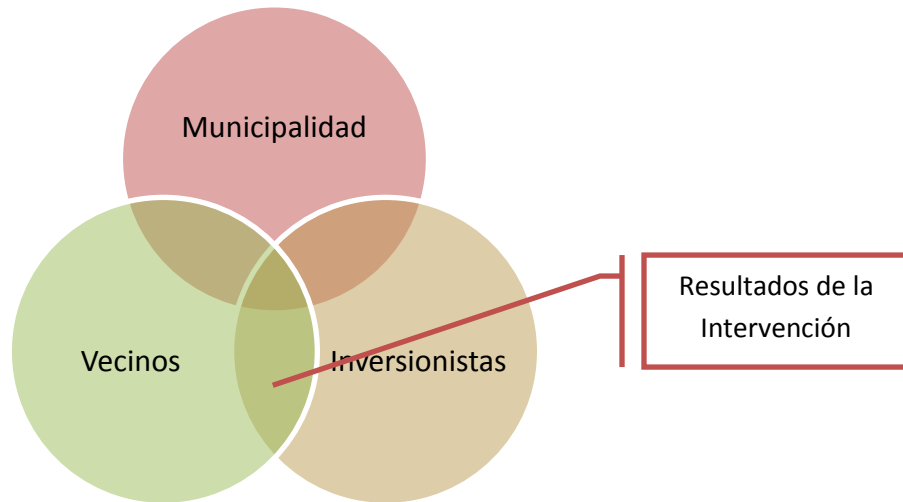 Municipalidad
Vecinos
Inversionistas
Resultados de la
Intervención